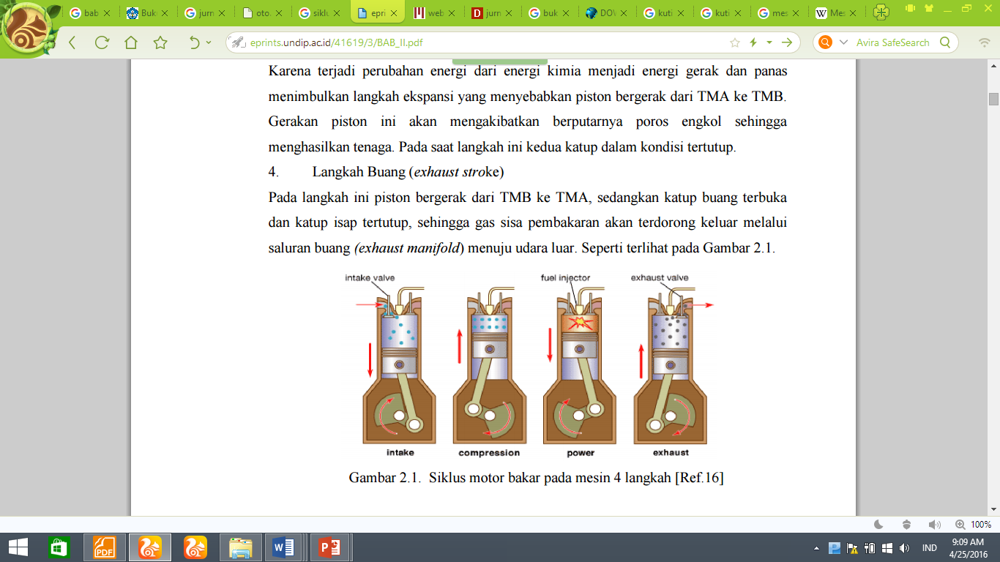 bab
Buk
jurn
oto.
siklu
epri
web
jurn
buk
DOV
kuti
kuti
mes
Mes
eprints.undip.ac.id/41619/3/BAB_II.pdf
Avira SafeSearch
Karena terjadi perubahan energi dari energi kimia menjadi energi gerak dan panas
menimbulkan langkah ekspansi yang menyebabkan piston bergerak dari TMA ke TMB.
Gerakan piston ini akan mengakibatkan berputarnya poros engkol sehingga
menghasilkan tenaga. Pada saat langkah ini kedua katup dalam kondisi tertutup.
4. Langkah Buang (exhaust stroke)
Pada langkah ini piston bergerak dari TMB ke TMA, sedangkan katup buang terbuka
dan katup isap tertutup, sehingga gas sisa pembakaran akan terdorong keluar melalui
saluran buang (exhaust manifold) menuju udara luar. Seperti terlihat pada Gambar 2.1.
intake valve
fuel injector
exhaust valve
intake
compression
power
exhaust
Gambar 2.1. Siklus motor bakar pada mesin 4 langkah [Ref.16]
100%
PDF
IND
9:09 AM
4/25/2016